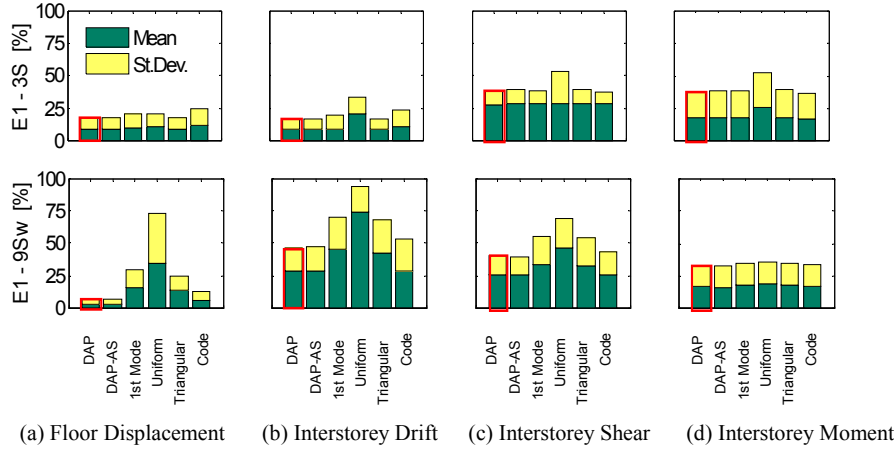 E1 - 3S [%]
100
75
50
25
0
Mean
St.Dev.
E1 - 9Sw [%]
100
75
50
25
0
DAP
DAP-AS
1st Mode
Uniform
Triangular
Code
DAP
DAP-AS
1st Mode
Uniform
Triangular
Code
DAP
DAP-AS
1st Mode
Uniform
Triangular
Code
DAP
DAP-AS
1st Mode
Uniform
Triangular
Code
(a) Floor Displacement
(b) Interstorey Drift
(c) Interstorey Shear
(d) Interstorey Moment